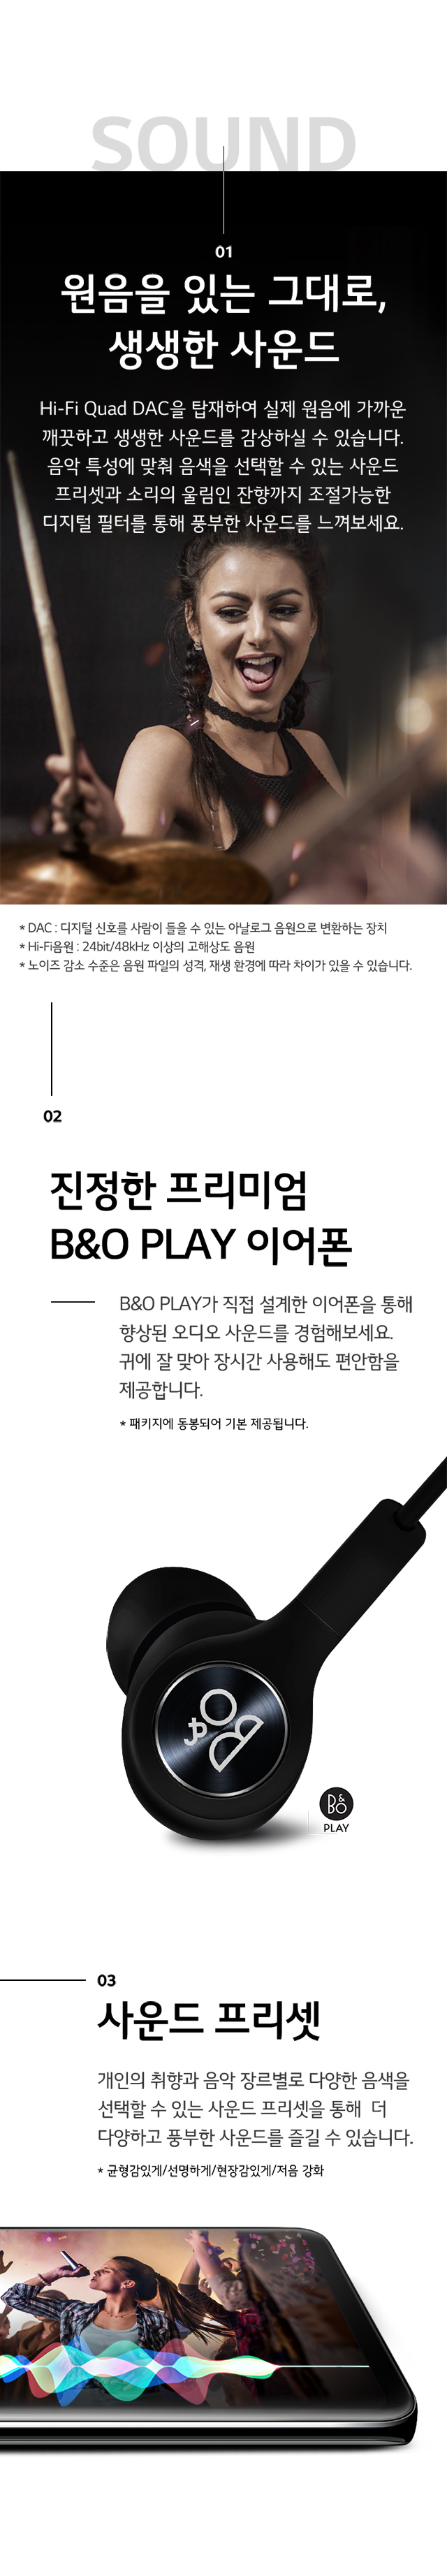 SOUND
01
원음을 있는 그대로,
생생한 사운드
Hi-Fi Quad DAC을 탑재하여 실제 원음에 가까운
깨끗하고 생생한 사운드를 감상하실 수 있습니다.
음악 특성에 맞춰 음색을 선택할 수 있는 사운드
프리셋과 소리의 울림인 잔향까지 조절가능한
디지털 필터를 통해 풍부한 사운드를 느껴보세요.
* DAC : 디지털 신호를 사람이 들을 수 있는 아날로그 음원으로 변환하는 장치
* Hi-Fi음원 : 24bit/48kHz 이상의 고해상도 음원
* 노이즈 감소 수준은 음원 파일의 성격, 재생 환경에 따라 차이가 있을 수 있습니다.
02
진정한 프리미엄
B&O PLAY 이어폰
B&O PLAY가 직접 설계한 이어폰을 통해
향상된 오디오 사운드를 경험해보세요.
귀에 잘 맞아 장시간 사용해도 편안함을
제공합니다.
* 패키지에 동봉되어 기본 제공됩니다.
B&O
B&O
PLAY
03
사운드 프리셋
개인의 취향과 음악 장르별로 다양한 음색을
선택할 수 있는 사운드 프리셋을 통해 더
다양하고 풍부한 사운드를 즐길 수 있습니다.
* 균형감있게/선명하게/현장감있게/저음 강화